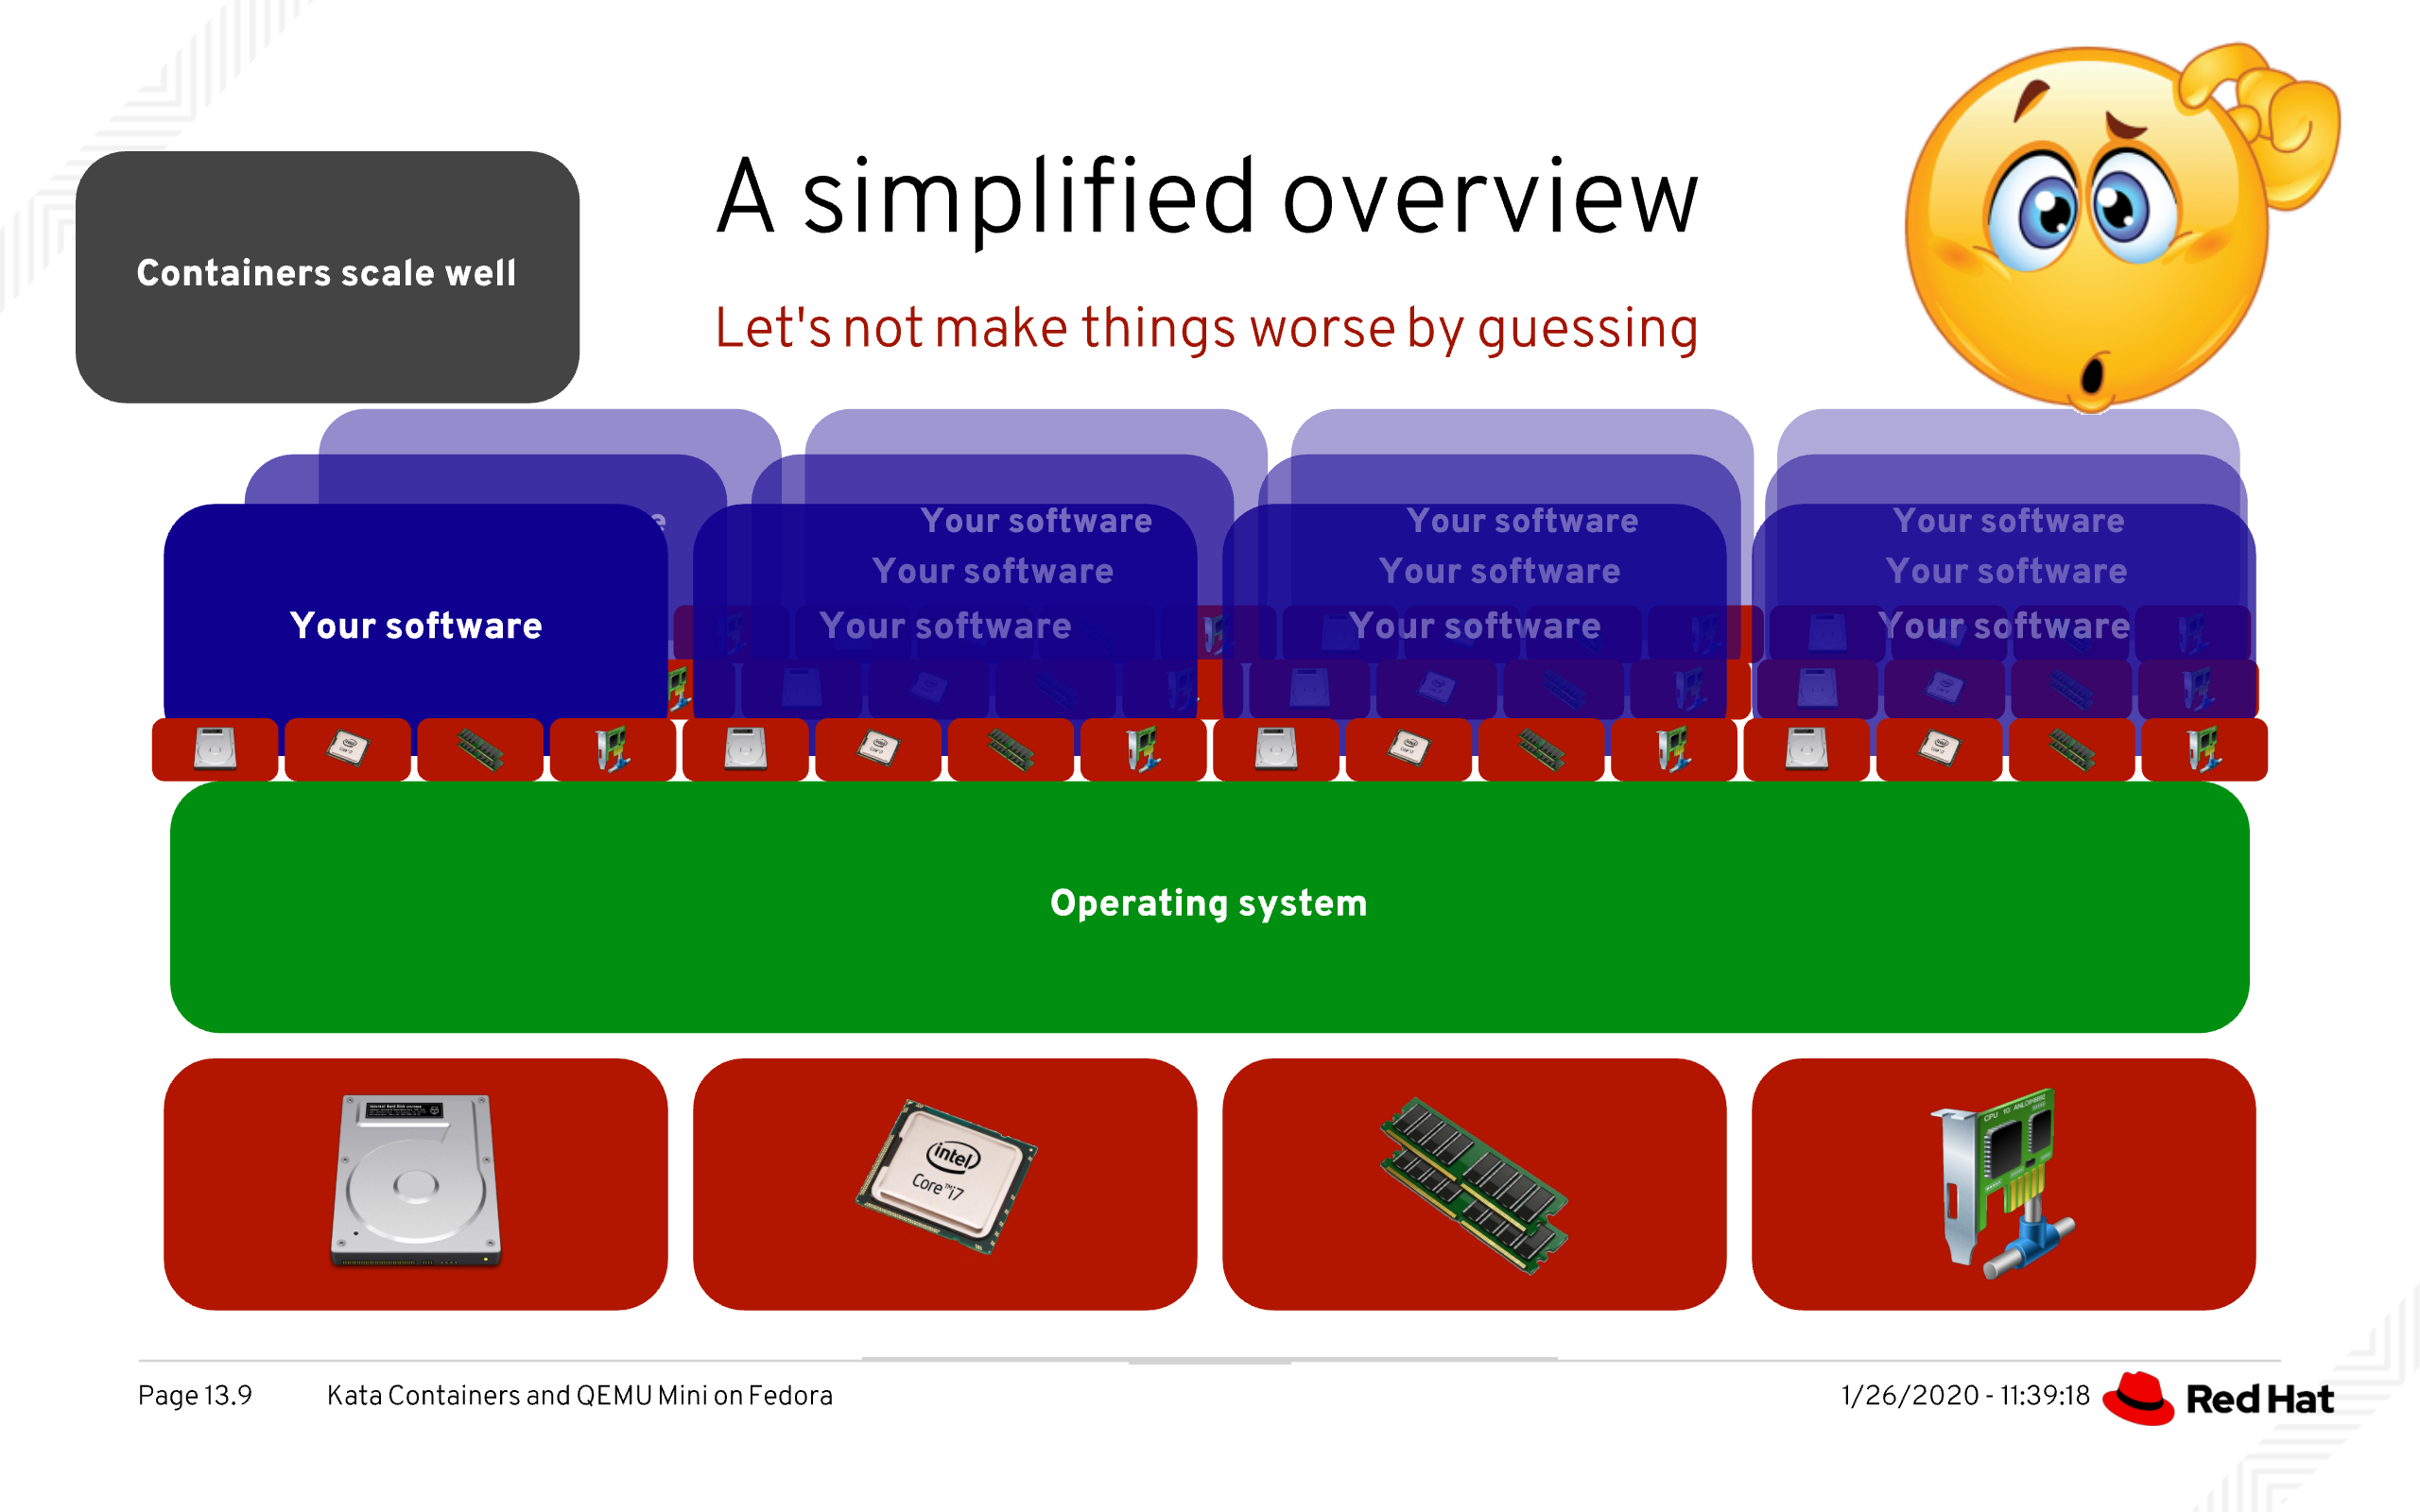 A simplified overview
Containers scale well
Let's not make things worse by guessing
Your software
Your software
Your software
Your software
Your software
Your software
Your software
Your software
Your software
Your software
Operating system
intel
Core™ i7
Page 13.9
Kata Containers and QEMU Mini on Fedora
1/26/2020 - 11:39:18
Red Hat